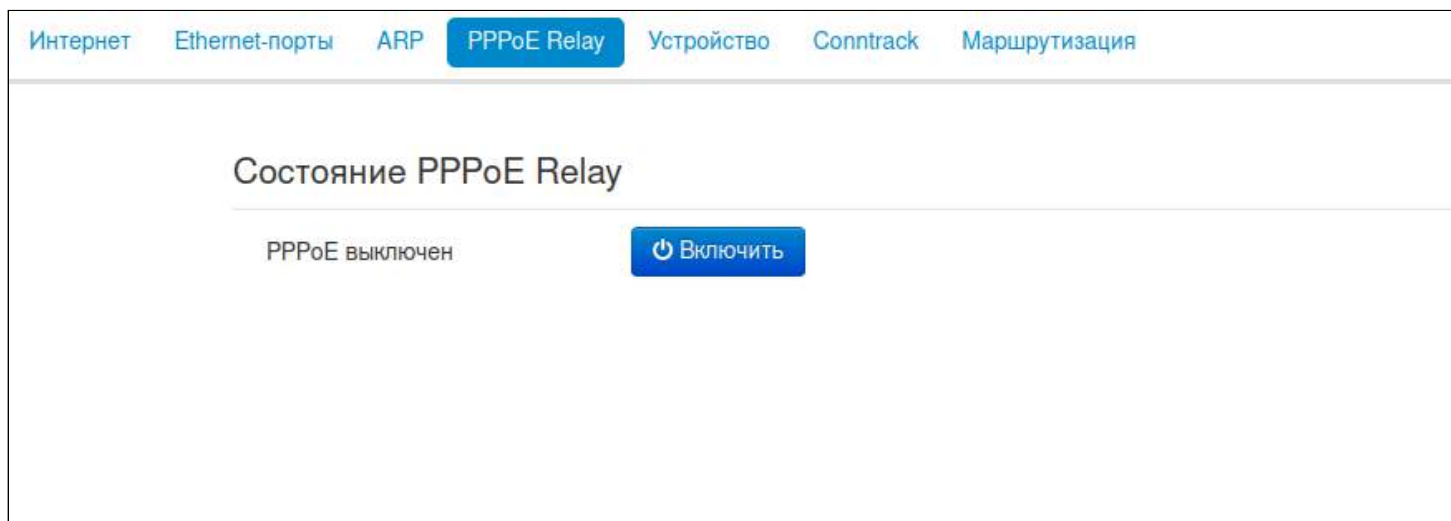 Интернет Ethernet-порты ARP PPPoE Relay Устройство Conntrack Маршрутизация
Состояние PPPoE Relay
PPPoE выключен Включить